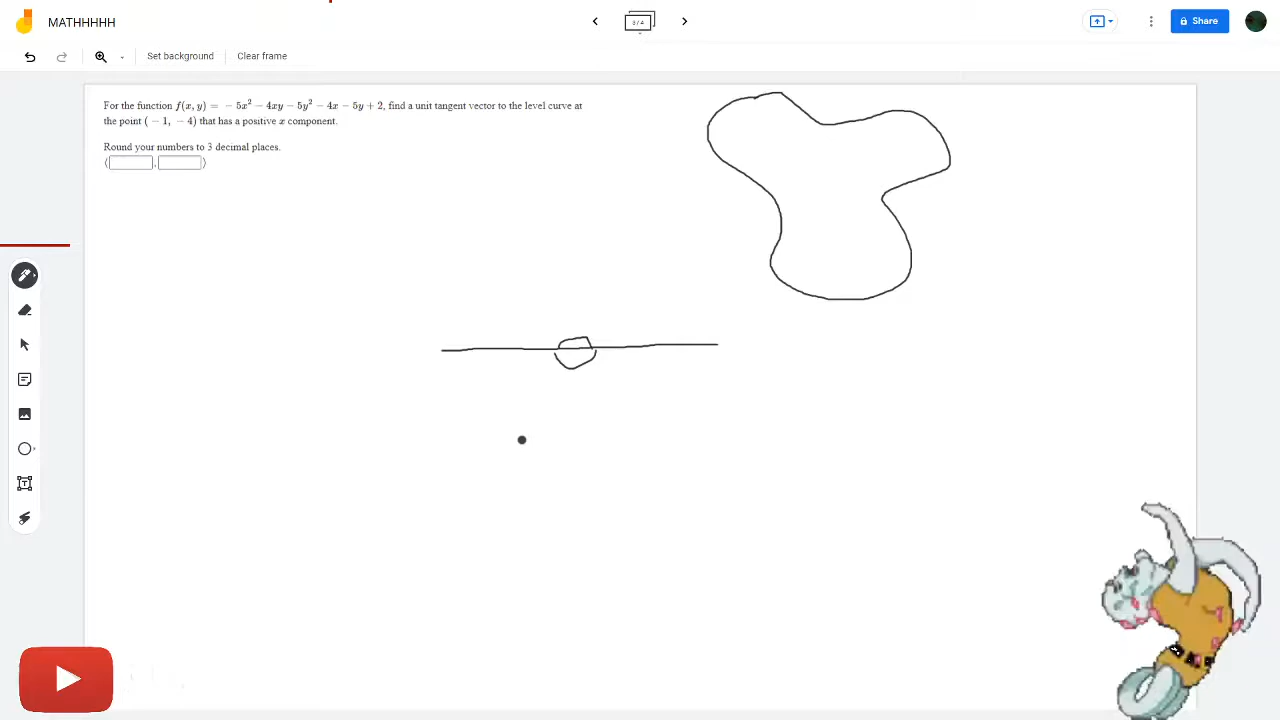 MATHHHHH
3 / 4
Share
Set background
Clear frame
For the function f(x, y) = − 5x² − 4xy − 5y² − 4x − 5y + 2, find a unit tangent vector to the level curve at
the point ( − 1, − 4) that has a positive x component.
Round your numbers to 3 decimal places.
( , )